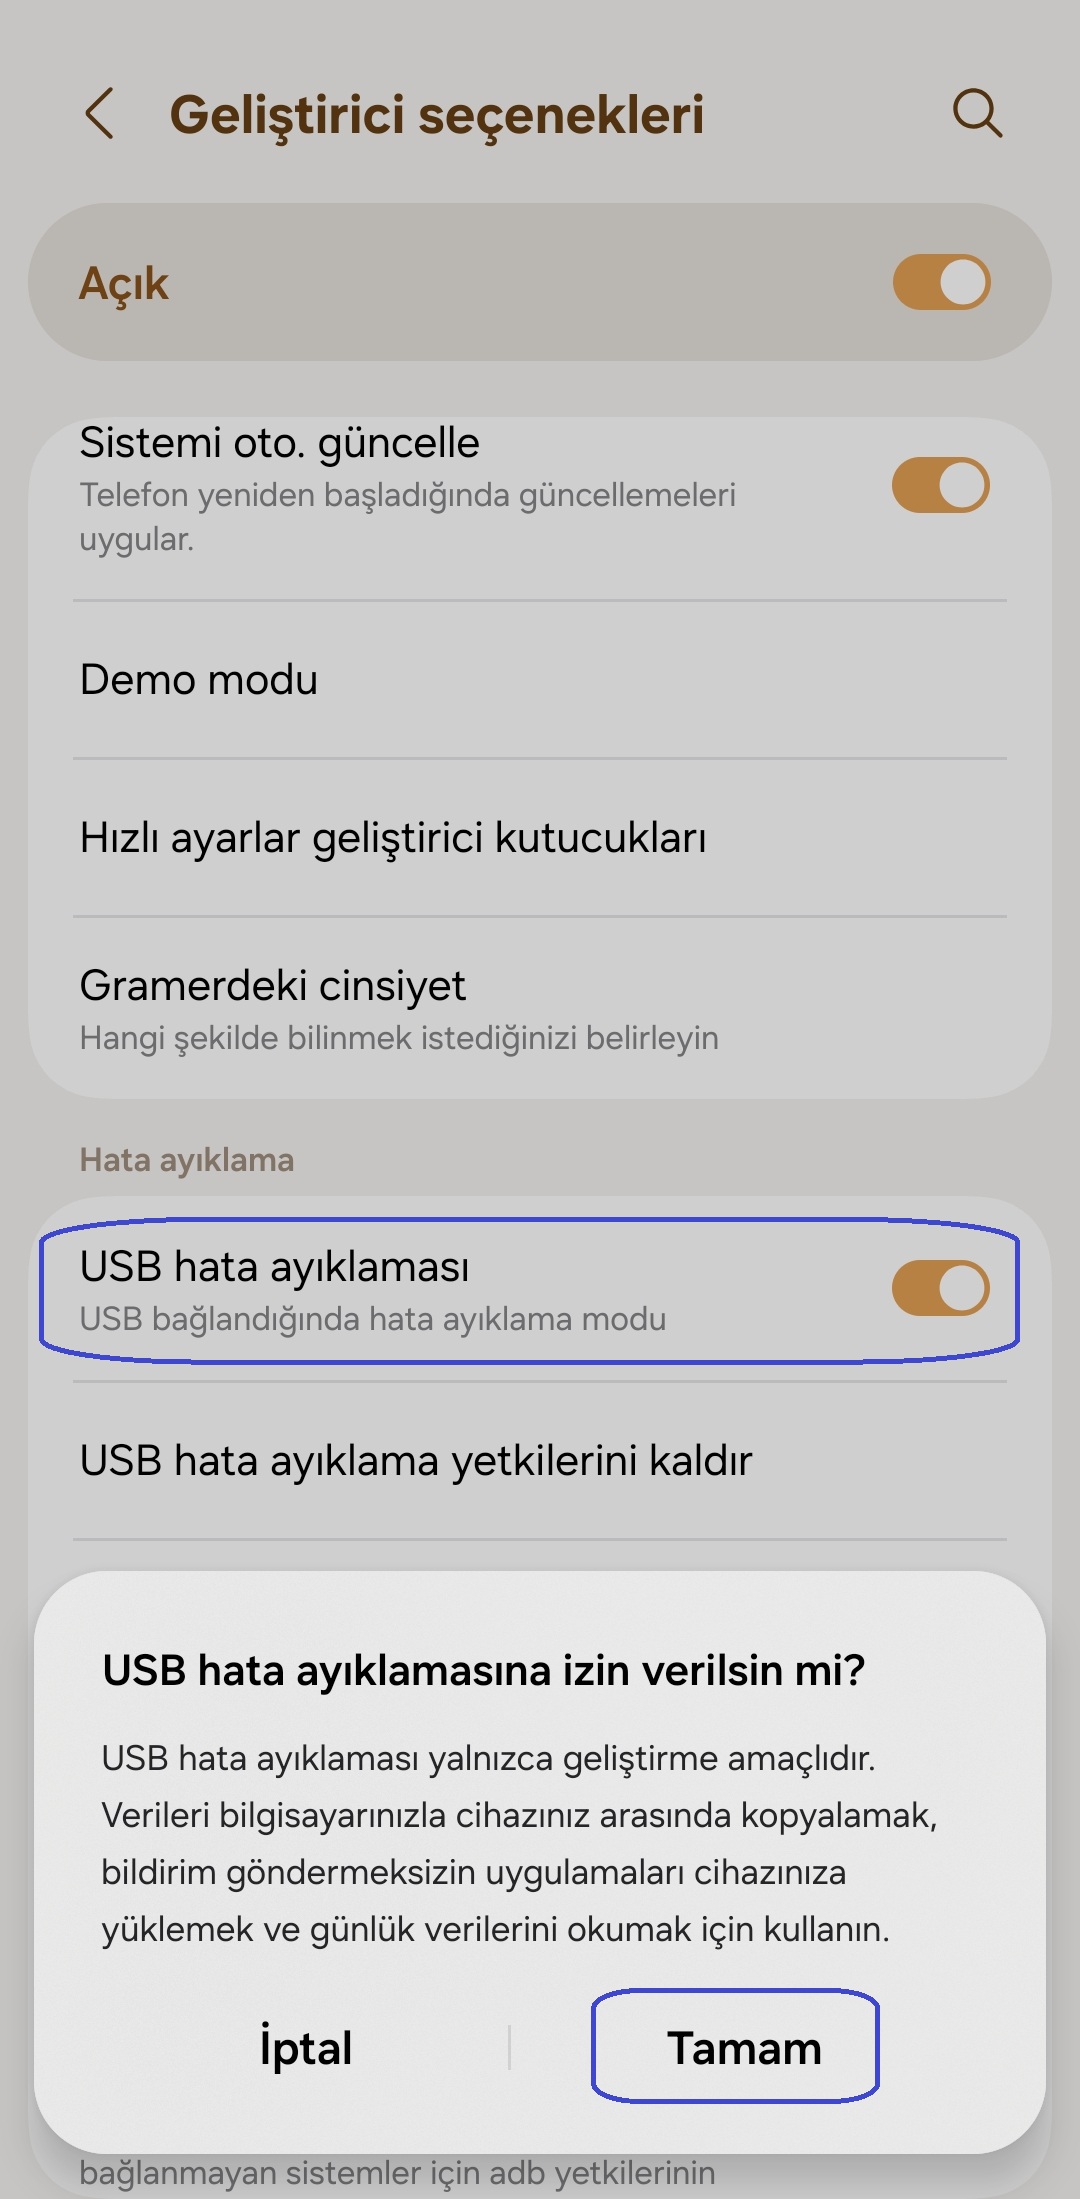 Geliştirici seçenekleri
Açık
Sistemi oto. güncelle
Telefon yeniden başladığında güncellemeleri
uygular.
Demo modu
Hızlı ayarlar geliştirici kutucukları
Gramerdeki cinsiyet
Hangi şekilde bilinmek istediğinizi belirleyin
Hata ayıklama
USB hata ayıklaması
USB bağlandığında hata ayıklama modu
USB hata ayıklama yetkilerini kaldır
USB hata ayıklamasına izin verilsin mi?
USB hata ayıklaması yalnızca geliştirme amaçlıdır.
Verileri bilgisayarınızla cihazınız arasında kopyalamak,
bildirim göndermeksizin uygulamaları cihazınıza
yüklemek ve günlük verilerini okumak için kullanın.
İptal
Tamam
bağlanmayan sistemler için adb yetkilerinin